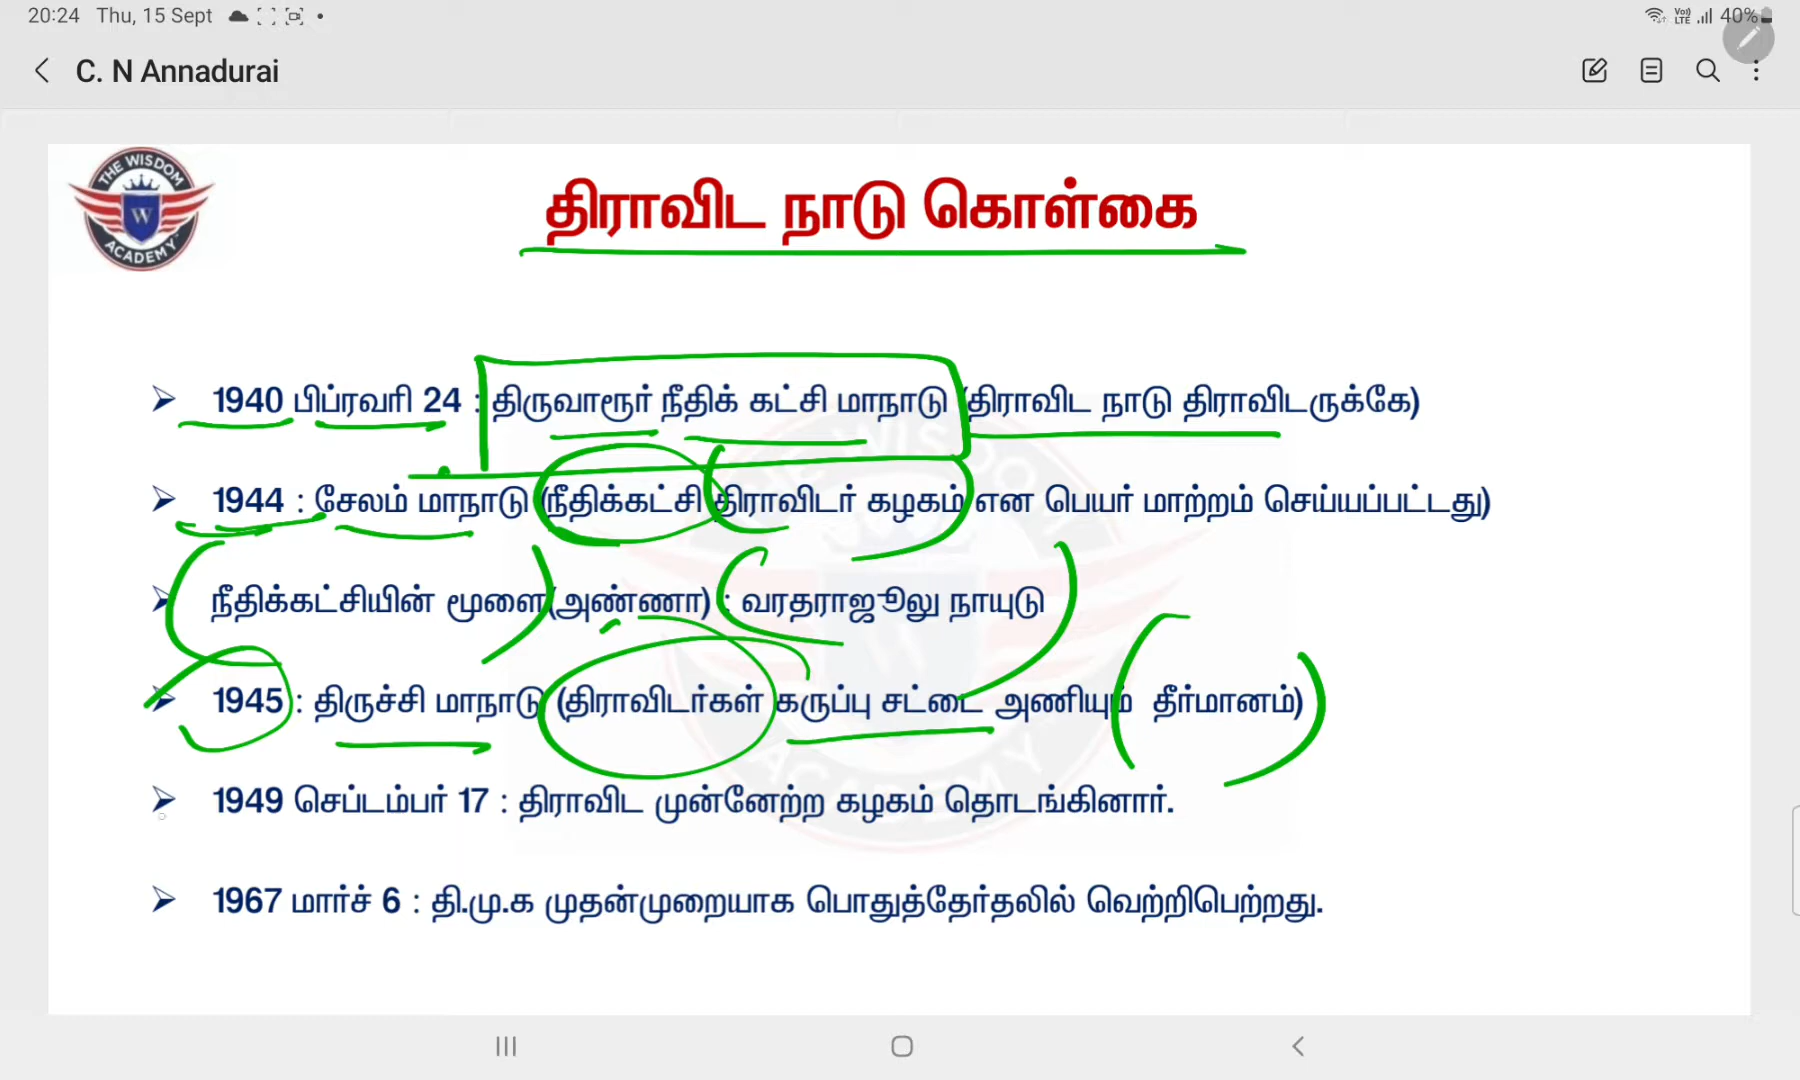 20:24 Thu, 15 Sept
Vo)) LTE 40%
C. N Annadurai
THE WISDOM
W
ACADEMY
திராவிட நாடு கொள்கை
➢ 1940 பிப்ரவரி 24 : திருவாரூர் நீதிக் கட்சி மாநாடு (திராவிட நாடு திராவிடருக்கே)
➢ 1944 : சேலம் மாநாடு (நீதிக்கட்சி திராவிடர் கழகம் என பெயர் மாற்றம் செய்யப்பட்டது)
➢ நீதிக்கட்சியின் மூளை(அண்ணா) : வரதராஜூலு நாயுடு
➢ 1945 : திருச்சி மாநாடு (திராவிடர்கள் கருப்பு சட்டை அணியும் தீர்மானம்)
➢ 1949 செப்டம்பர் 17 : திராவிட முன்னேற்ற கழகம் தொடங்கினார்.
➢ 1967 மார்ச் 6 : தி.மு.க முதன்முறையாக பொதுத்தேர்தலில் வெற்றிபெற்றது.